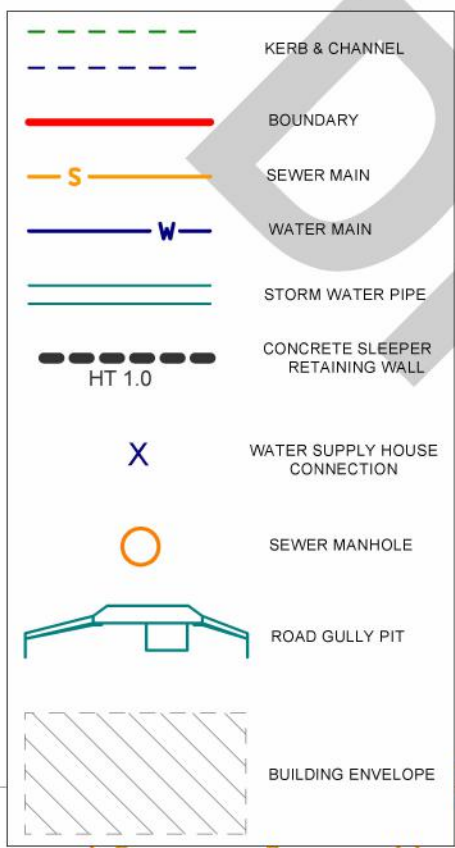 KERB & CHANNEL
BOUNDARY
S
SEWER MAIN
W
WATER MAIN
STORM WATER PIPE
CONCRETE SLEEPER
RETAINING WALL
HT 1.0
X
WATER SUPPLY HOUSE
CONNECTION
SEWER MANHOLE
ROAD GULLY PIT
BUILDING ENVELOPE